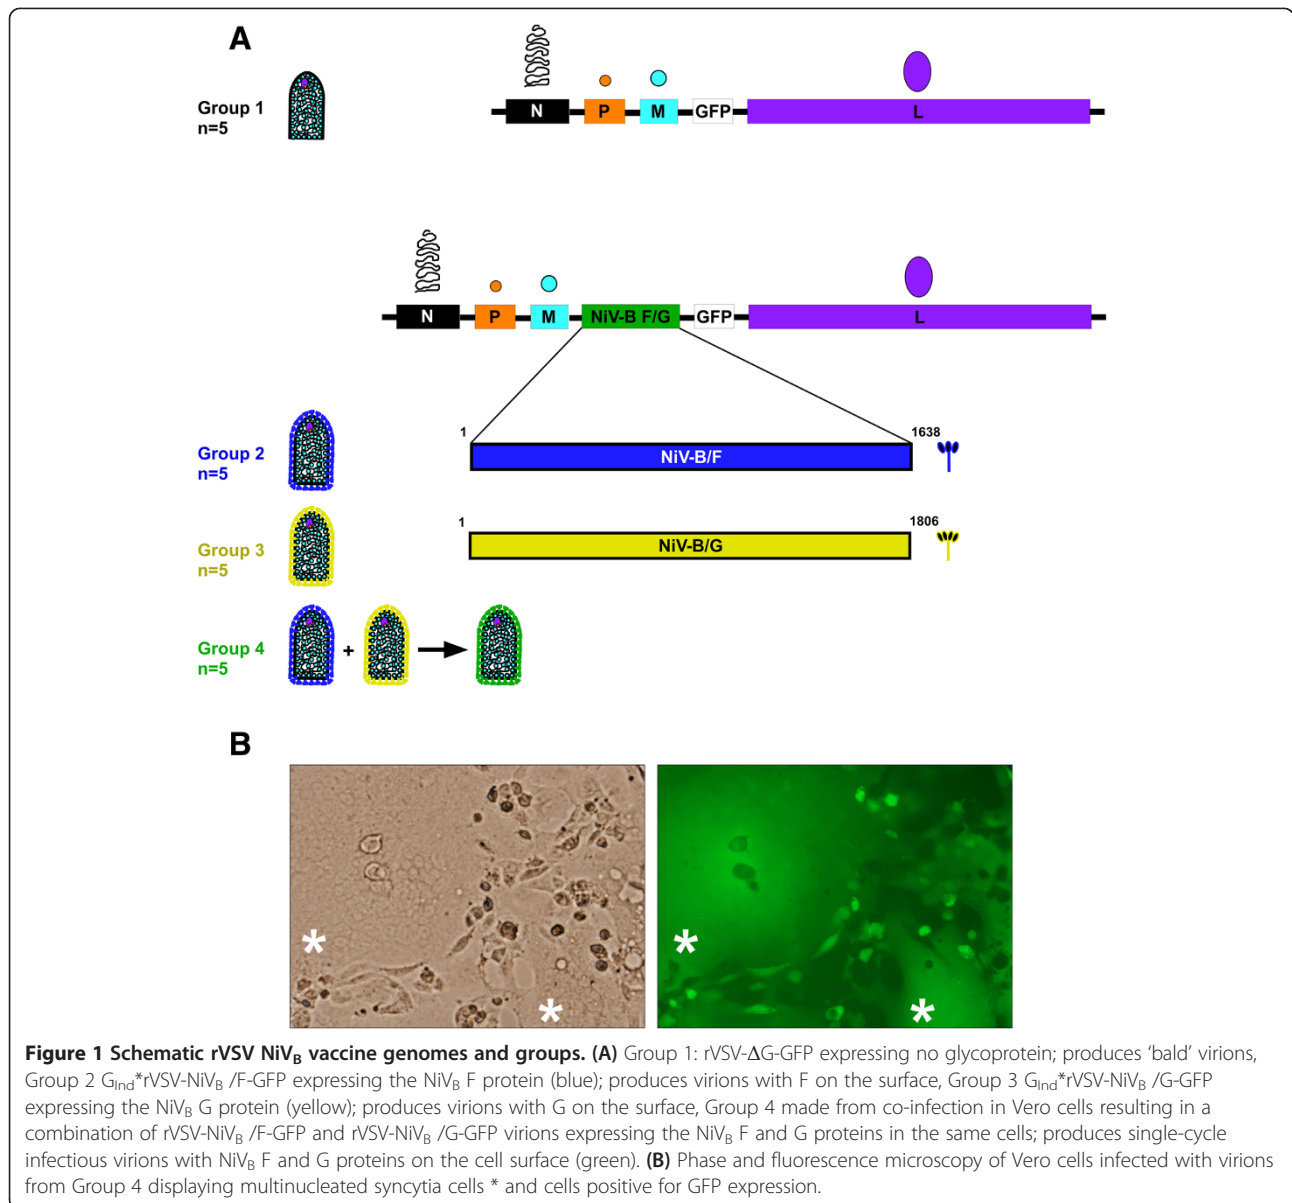 A
Group 1
n=5
N P M GFP L
N P M NiV-B F/G GFP L
Group 2
n=5
1 1638
NiV-B/F
Group 3
n=5
1 1806
NiV-B/G
Group 4
n=5
+
B
* *
* *
Figure 1 Schematic rVSV NiVB vaccine genomes and groups. (A) Group 1: rVSV-ΔG-GFP expressing no glycoprotein; produces ‘bald’ virions,
Group 2 GInd*rVSV-NiVB /F-GFP expressing the NiVB F protein (blue); produces virions with F on the surface, Group 3 GInd*rVSV-NiVB /G-GFP
expressing the NiVB G protein (yellow); produces virions with G on the surface, Group 4 made from co-infection in Vero cells resulting in a
combination of rVSV-NiVB /F-GFP and rVSV-NiVB /G-GFP virions expressing the NiVB F and G proteins in the same cells; produces single-cycle
infectious virions with NiVB F and G proteins on the cell surface (green). (B) Phase and fluorescence microscopy of Vero cells infected with virions
from Group 4 displaying multinucleated syncytia cells * and cells positive for GFP expression.